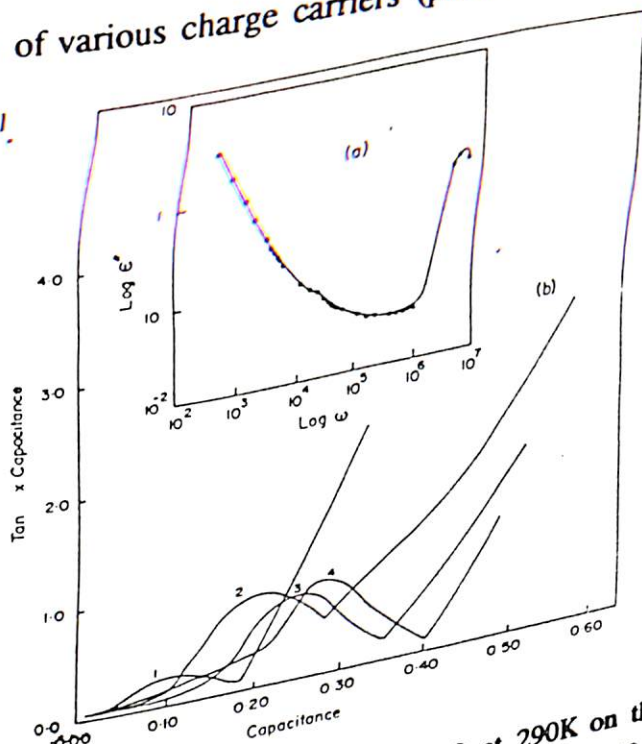 of various charge carriers
10
(a)
1
Log ε"
10
10-2
10² 10³ 10⁴ 10⁵ 10⁶ 10⁷
Log ω
(b)
4·0
3·0
2·0
1·0
0·0
Tan x Capacitance
1 2 3 4
0·10 0·20 0·30 0·40 0·50 0·60
Capacitance
at 290K on